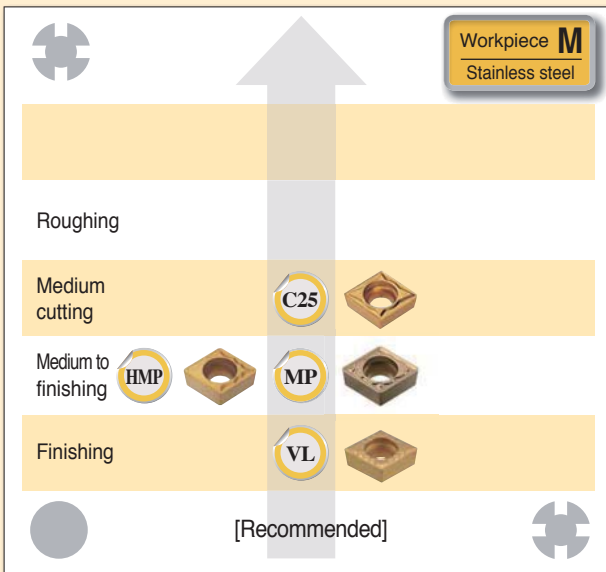 Workpiece M
Stainless steel
Roughing
Medium
cutting
C25
Medium to
finishing
HMP
MP
Finishing
VL
[Recommended]